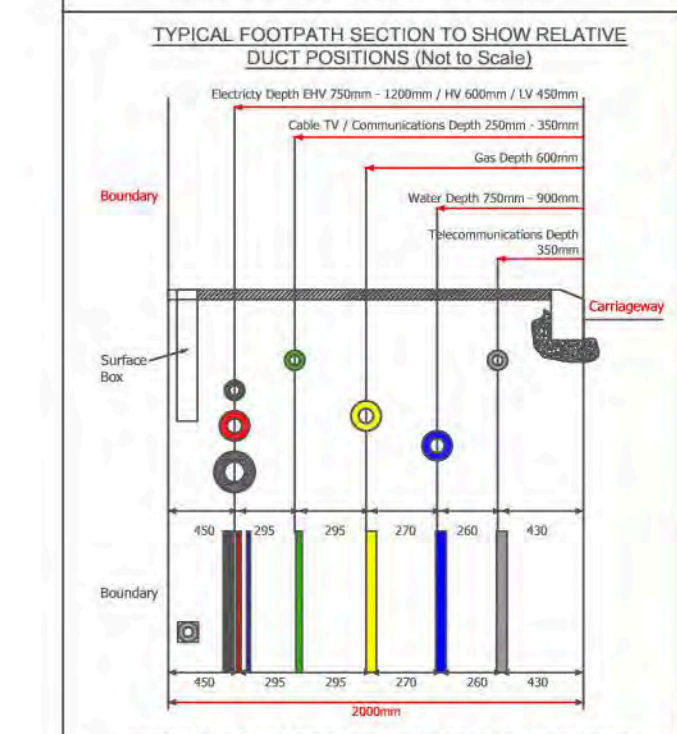 TYPICAL FOOTPATH SECTION TO SHOW RELATIVE
DUCT POSITIONS (Not to Scale)
Electricty Depth EHV 750mm - 1200mm / HV 600mm / LV 450mm
Cable TV / Communications Depth 250mm - 350mm
Gas Depth 600mm
Boundary
Water Depth 750mm - 900mm
Telecommunications Depth
350mm
Carriageway
Surface
Box
450 295 295 270 260 430
Boundary
450 295 295 270 260 430
2000mm